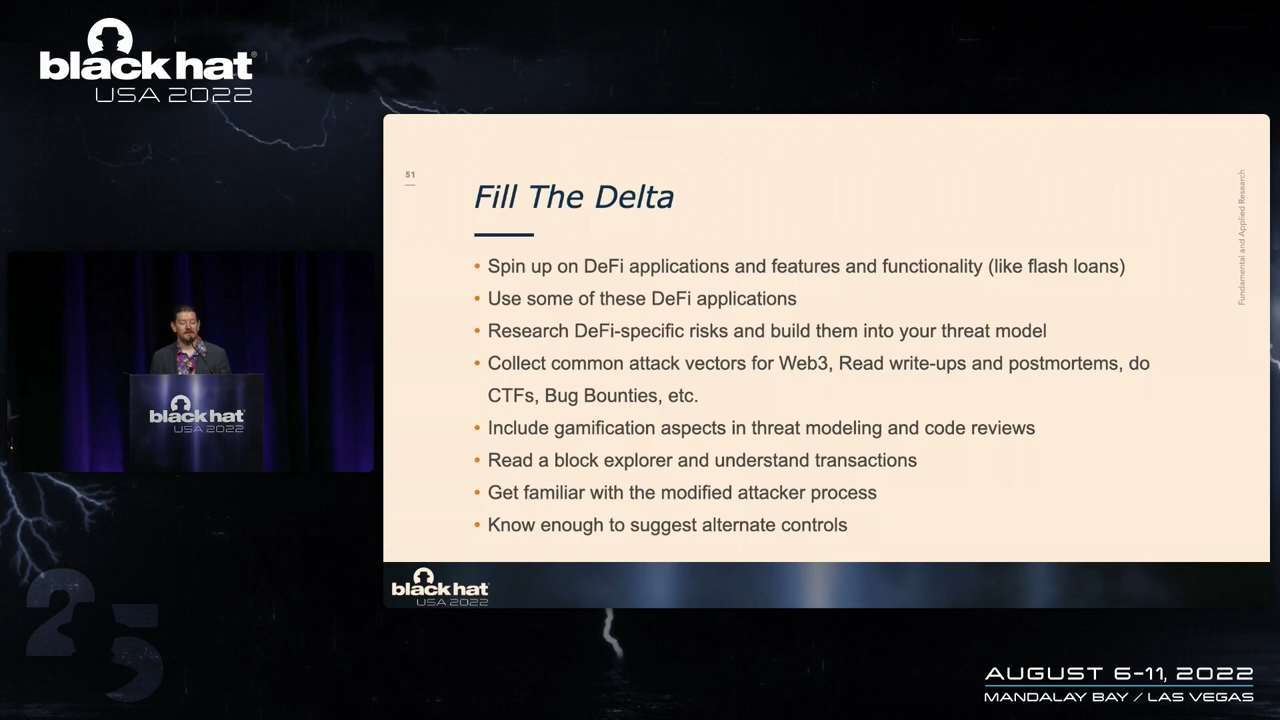 black hat®
USA 2022
51
Fill The Delta
Fundamental and Applied Research
• Spin up on DeFi applications and features and functionality (like flash loans)
• Use some of these DeFi applications
• Research DeFi-specific risks and build them into your threat model
• Collect common attack vectors for Web3, Read write-ups and postmortems, do
CTFs, Bug Bounties, etc.
• Include gamification aspects in threat modeling and code reviews
• Read a block explorer and understand transactions
• Get familiar with the modified attacker process
• Know enough to suggest alternate controls
black hat
USA 2022
black hat
USA 2022
25
AUGUST 6-11, 2022
MANDALAY BAY / LAS VEGAS